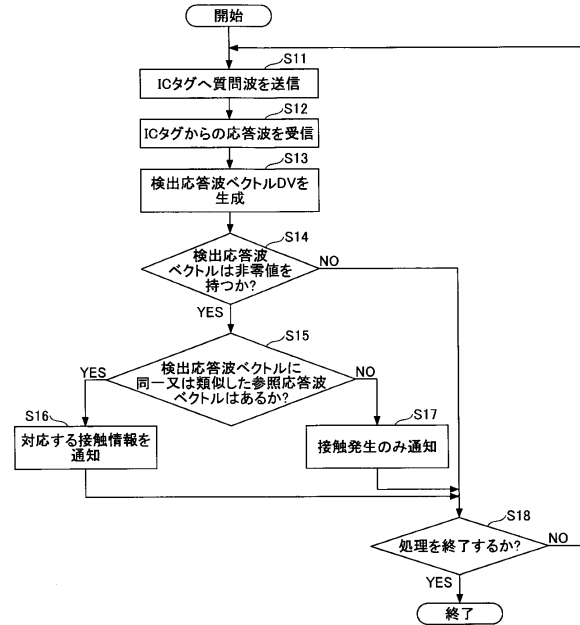 開始
S11
ICタグへ質問波を送信
S12
ICタグからの応答波を受信
S13
検出応答波ベクトルDVを
生成
S14
検出応答波
ベクトルは非零値を
持つか?
NO
YES
S15
検出応答波ベクトルに
同一又は類似した参照応答波
ベクトルはあるか?
YES
NO
S16
対応する接触情報を
通知
S17
接触発生のみ通知
S18
処理を終了するか?
NO
YES
終了